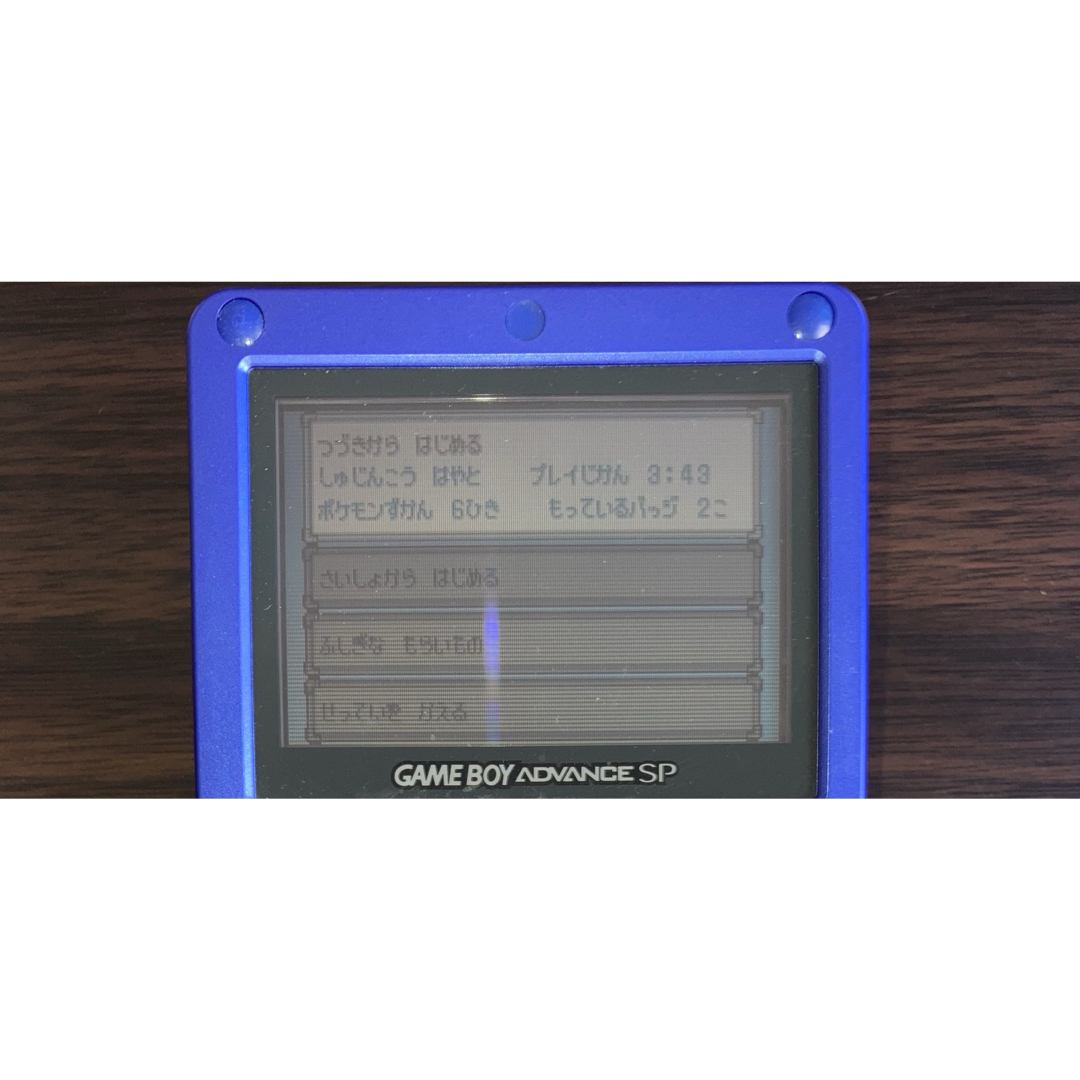 つづきから はじめる
しゅじんこう はやと プレイじかん 3:43
ポケモンずかん 6ひき もっているバッジ 2こ
さいしょから はじめる
ふしぎな もらいもの
せっていを かえる
GAME BOY ADVANCE SP